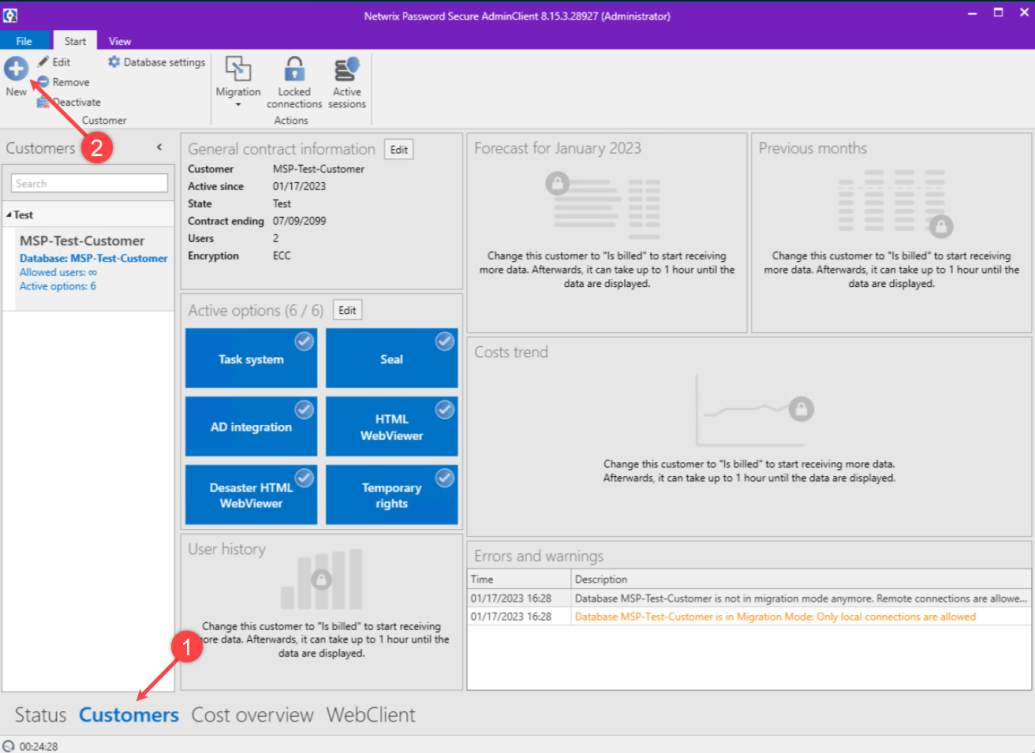 Netwrix Password Secure AdminClient 8.15.3.28927 (Administrator)
File Start View
New
Edit
Remove
Deactivate
Database settings
Customer
Migration
Locked connections
Active sessions
Actions
2
Customers
Search
Test
MSP-Test-Customer
Database: MSP-Test-Customer
Allowed users: ∞
Active options: 6
General contract information Edit
Customer MSP-Test-Customer
Active since 01/17/2023
State Test
Contract ending 07/09/2099
Users 2
Encryption ECC
Active options (6 / 6) Edit
Task system
Seal
AD integration
HTML
WebViewer
Desaster HTML
WebViewer
Temporary
rights
User history
Change this customer to "Is billed" to start receiving
more data. Afterwards, it can take up to 1 hour until the
data are displayed.
Forecast for January 2023
Change this customer to "Is billed" to start receiving
more data. Afterwards, it can take up to 1 hour until the
data are displayed.
Previous months
Change this customer to "Is billed" to start receiving
more data. Afterwards, it can take up to 1 hour until the
data are displayed.
Costs trend
Change this customer to "Is billed" to start receiving more data.
Afterwards, it can take up to 1 hour until the data are displayed.
Errors and warnings
Time Description
01/17/2023 16:28 Database MSP-Test-Customer is not in migration mode anymore. Remote connections are allowe...
01/17/2023 16:28 Database MSP-Test-Customer is in Migration Mode: Only local connections are allowed
1
Status Customers Cost overview WebClient
00:24:28